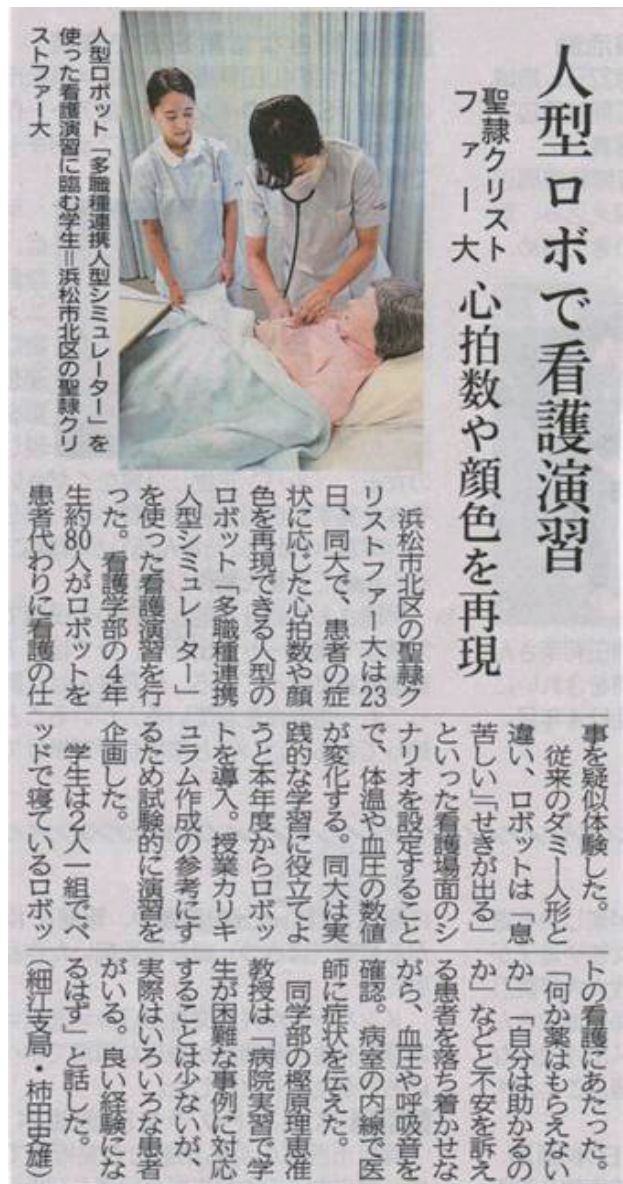 人型ロボで看護演習
聖隷クリスト
ファー大
心拍数や顔色を再現
人型ロボット「多職種連携人型シミュレーター」を
使った看護演習に臨む学生＝浜松市北区の聖隷クリ
ストファー大
浜松市北区の聖隷ク
リストファー大は23
日、同大で、患者の症
状に応じた心拍数や顔
色を再現できる人型の
ロボット「多職種連携
人型シミュレーター」
を使った看護演習を行
った。看護学部の4年
生約80人がロボットを
患者代わりに看護の仕
事を疑似体験した。
従来のダミー人形と
違い、ロボットは「息
苦しい」「せきが出る」
といった看護場面のシ
ナリオを設定すること
で、体温や血圧の数値
が変化する。同大は実
践的な学習に役立てよ
うと本年度からロボッ
トを導入。授業カリキ
ュラム作成の参考にす
るため試験的に演習を
企画した。
学生は2人一組でベ
ッドで寝ているロボッ
トの看護にあたった。
「何か薬はもらえない
か」「自分は助かるの
か」などと不安を訴え
る患者を落ち着かせな
がら、血圧や呼吸音を
確認。病室の内線で医
師に症状を伝えた。
同学部の樫原理恵准
教授は「病院実習で学
生が困難な事例に対応
することは少ないが、
実際はいろいろな患者
がいる。良い経験にな
るはず」と話した。
（細江支局・柿田史雄）